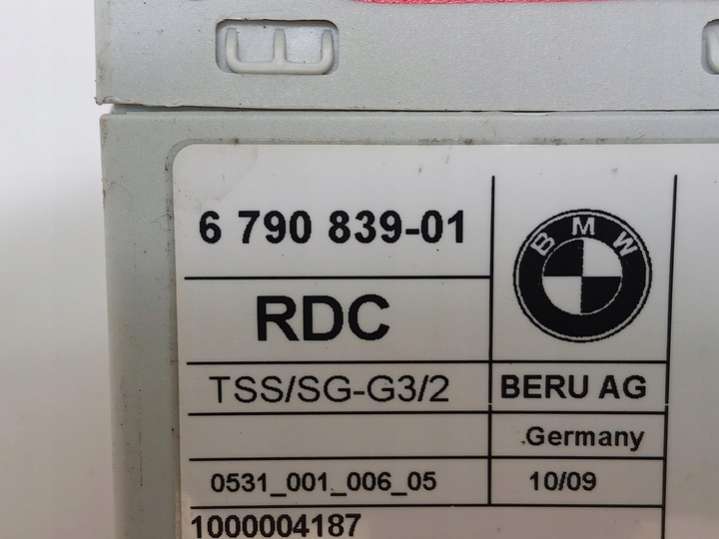 6 790 839-01
BMW
RDC
TSS/SG-G3/2
BERU AG
Germany
0531_001_006_05
10/09
1000004187